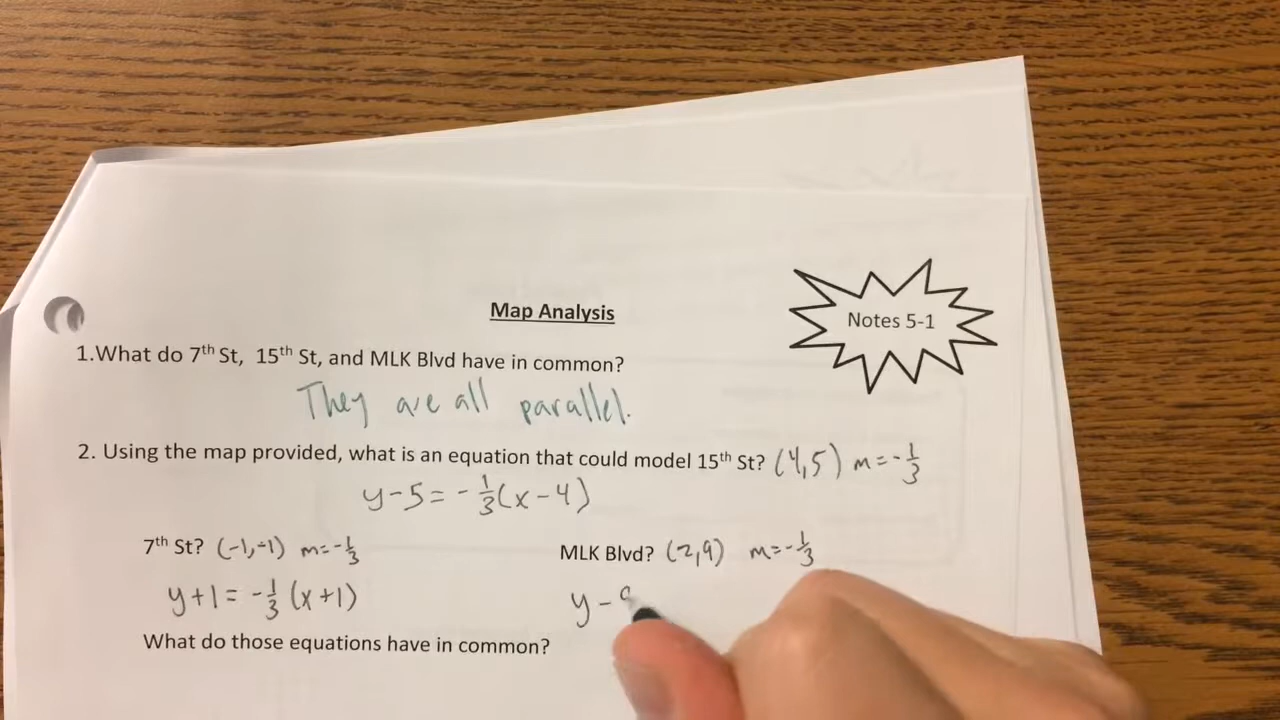 Map Analysis
Notes 5-1
1.What do 7th St, 15th St, and MLK Blvd have in common?
They are all parallel.
2. Using the map provided, what is an equation that could model 15th St? (4,5) m=-1/3
y-5=-1/3(x-4)
7th St? (-1,-1) m=-1/3
MLK Blvd? (2,9) m=-1/3
y+1=-1/3(x+1)
y-
What do those equations have in common?